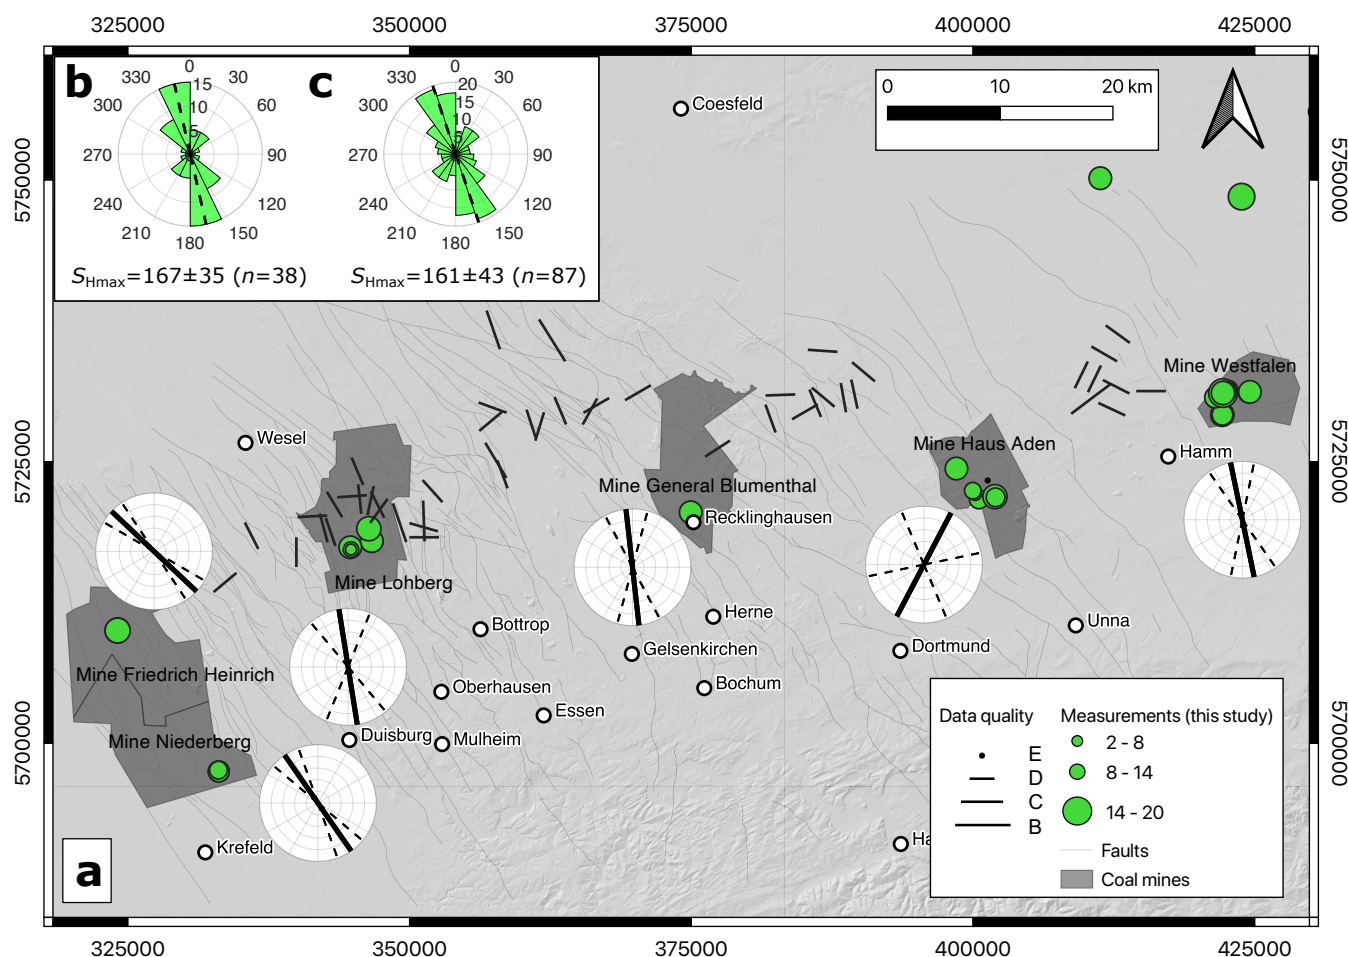 325000 350000 375000 400000 425000
b
0
30
60
90
120
150
180
210
240
270
300
330
15
10
5
SHmax=167±35 (n=38)
c
0
30
60
90
120
150
180
210
240
270
300
330
20
15
10
5
SHmax=161±43 (n=87)
0 10 20 km
5750000
5725000
5700000
5750000
5725000
5700000
Coesfeld
Mine Westfalen
Wesel
Mine Haus Aden
Hamm
Mine General Blumenthal
Recklinghausen
Mine Lohberg
Herne
Bottrop
Unna
Gelsenkirchen
Dortmund
Mine Friedrich Heinrich
Oberhausen
Bochum
Essen
Mine Niederberg
Duisburg
Mulheim
Krefeld
Ha
a
Data quality
E
D
C
B
Measurements (this study)
2 - 8
8 - 14
14 - 20
Faults
Coal mines
325000 350000 375000 400000 425000